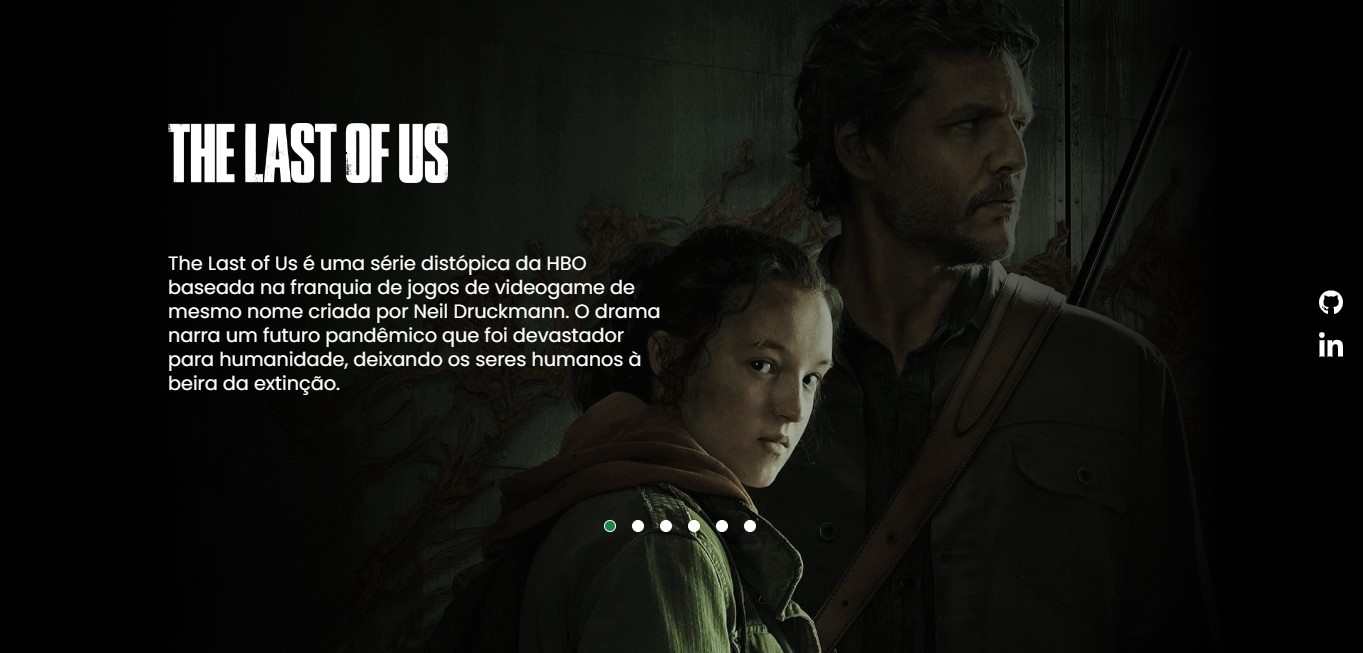 THE LAST OF US
The Last of Us é uma série distópica da HBO
baseada na franquia de jogos de videogame de
mesmo nome criada por Neil Druckmann. O drama
narra um futuro pandêmico que foi devastador
para humanidade, deixando os seres humanos à
beira da extinção.
in